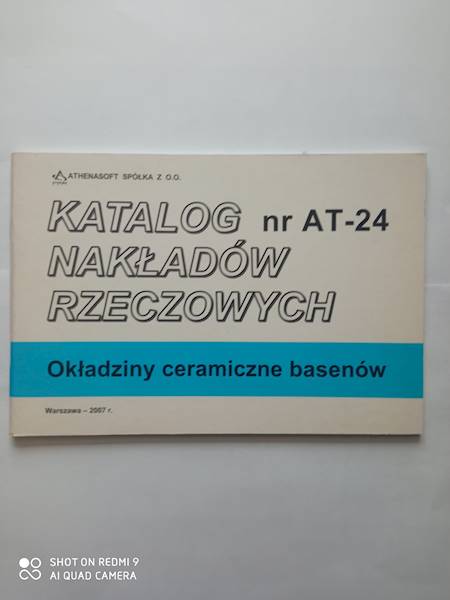 ATHENASOFT SPÓŁKA Z O.O.
KATALOG nr AT-24
NAKŁADÓW
RZECZOWYCH
Okładziny ceramiczne basenów
Warszawa – 2007 r.
SHOT ON REDMI 9
AI QUAD CAMERA